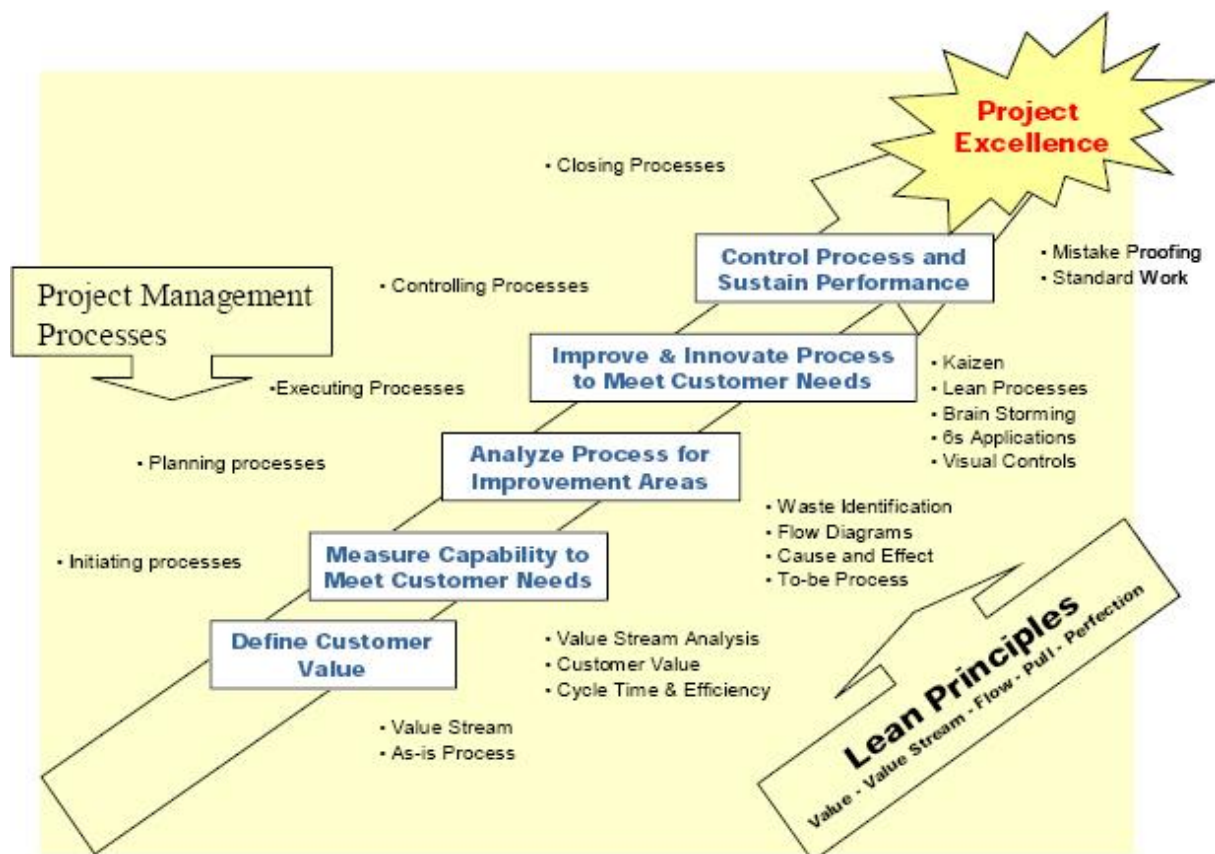 Project
Excellence
• Closing Processes
Control Process and
Sustain Performance
• Mistake Proofing
• Standard Work
Project Management
Processes
• Controlling Processes
Improve & Innovate Process
to Meet Customer Needs
• Kaizen
• Lean Processes
• Brain Storming
• 6s Applications
• Visual Controls
•Executing Processes
Analyze Process for
Improvement Areas
• Planning processes
• Waste Identification
• Flow Diagrams
• Cause and Effect
• To-be Process
Measure Capability to
Meet Customer Needs
• Initiating processes
Define Customer
Value
• Value Stream Analysis
• Customer Value
• Cycle Time & Efficiency
• Value Stream
• As-is Process
Lean Principles
Value - Value Stream - Flow - Pull - Perfection